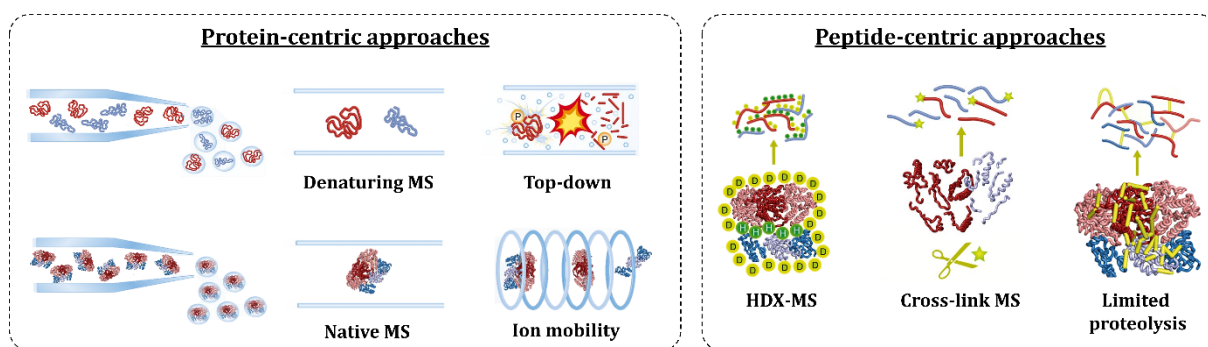 Protein-centric approaches
P
P
Denaturing MS
Top-down
Native MS
Ion mobility
Peptide-centric approaches
D D D D D D
D D
D D
D H H H H H D
D D
D D
D D D D D D
HDX-MS
Cross-link MS
Limited
proteolysis